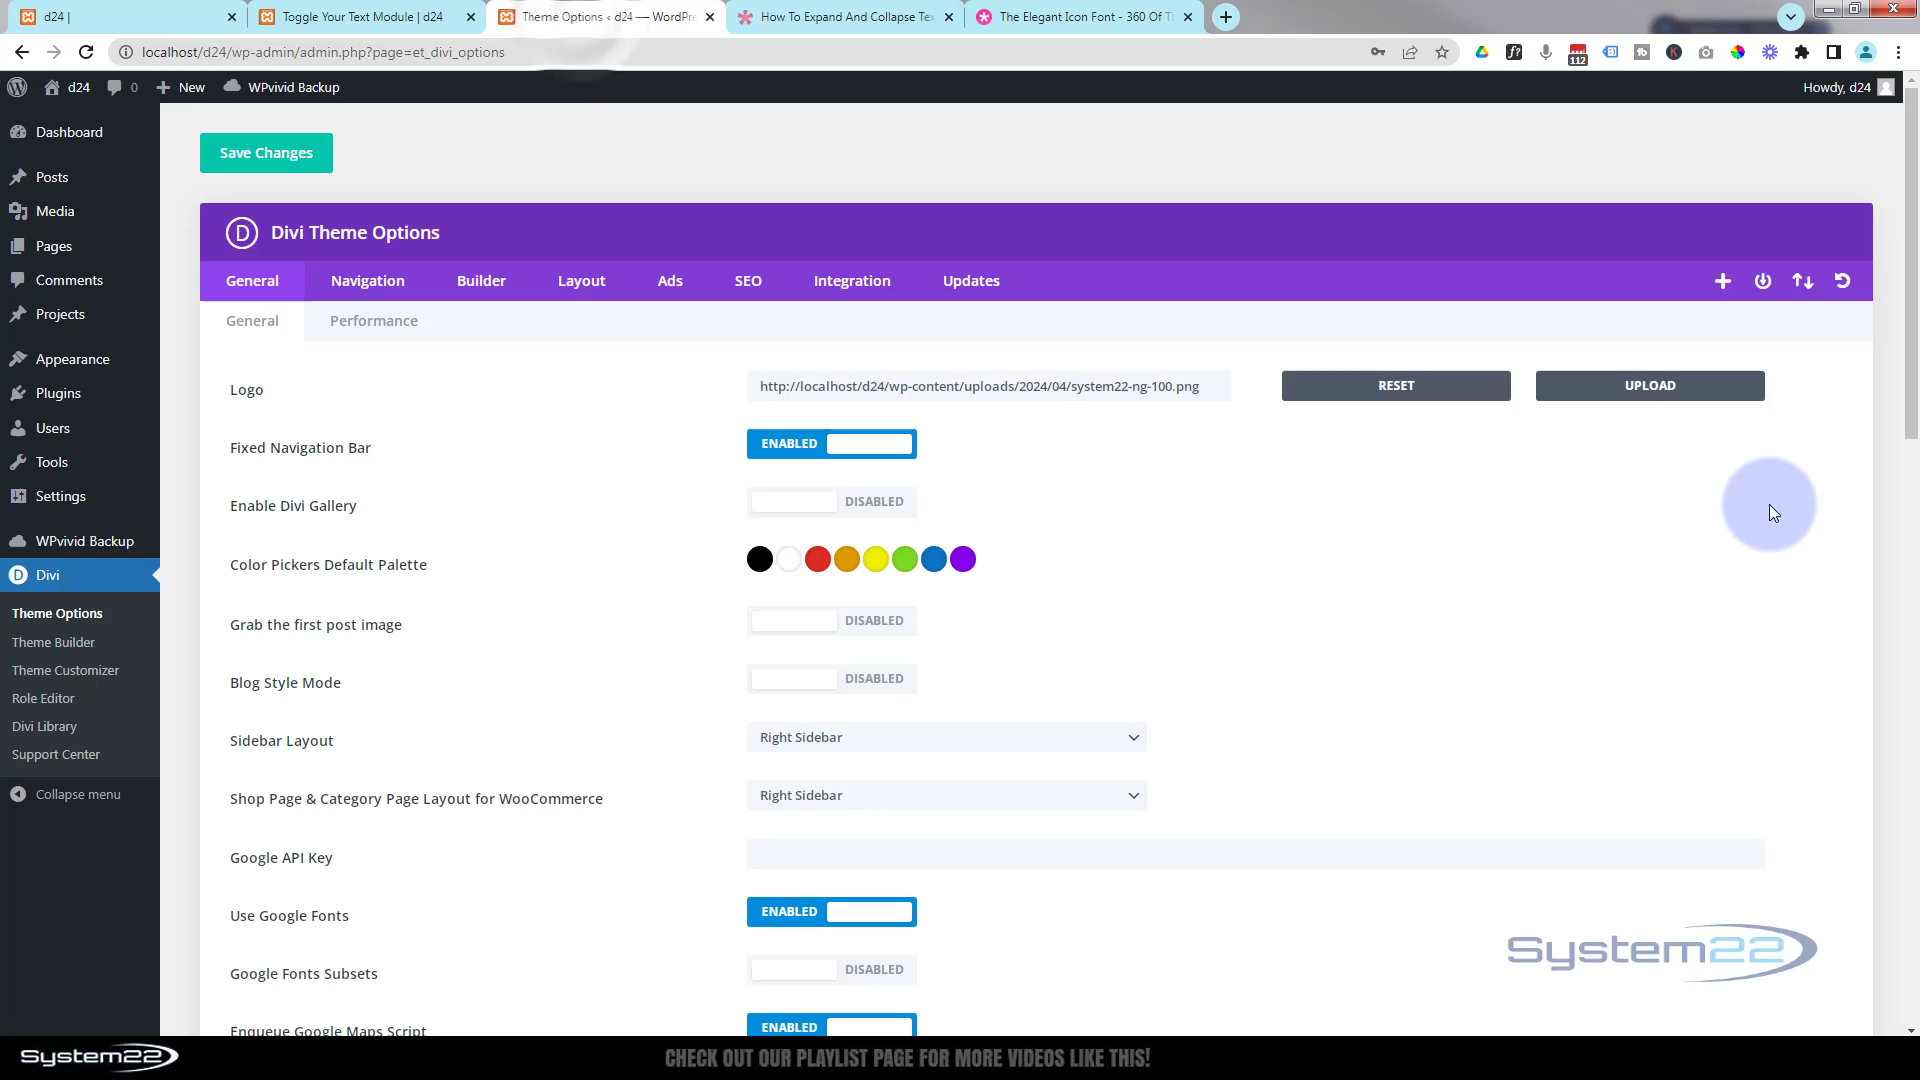 d24 |
Toggle Your Text Module | d24
Theme Options ‹ d24 — WordPre
How To Expand And Collapse Tex
The Elegant Icon Font - 360 Of Th
localhost/d24/wp-admin/admin.php?page=et_divi_options
112
d24
0
New
WPvivid Backup
Howdy, d24
Dashboard
Posts
Media
Pages
Comments
Projects
Appearance
Plugins
Users
Tools
Settings
WPvivid Backup
Divi
Theme Options
Theme Builder
Theme Customizer
Role Editor
Divi Library
Support Center
Collapse menu
Save Changes
D Divi Theme Options
General Navigation Builder Layout Ads SEO Integration Updates
General Performance
Logo http://localhost/d24/wp-content/uploads/2024/04/system22-ng-100.png RESET UPLOAD
Fixed Navigation Bar ENABLED
Enable Divi Gallery DISABLED
Color Pickers Default Palette
Grab the first post image DISABLED
Blog Style Mode DISABLED
Sidebar Layout Right Sidebar
Shop Page & Category Page Layout for WooCommerce Right Sidebar
Google API Key
Use Google Fonts ENABLED
Google Fonts Subsets DISABLED
Enqueue Google Maps Script ENABLED
System22
System22
CHECK OUT OUR PLAYLIST PAGE FOR MORE VIDEOS LIKE THIS!